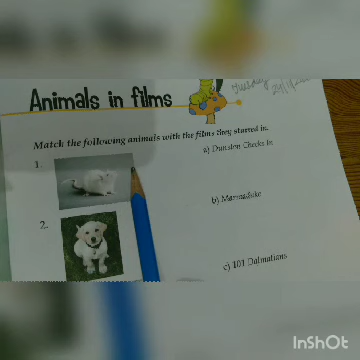 Tuesday
Animals in films
Match the following animals with the films they starred in.
1.
a) Dunston Checks In
b) Marmaduke
2.
c) 101 Dalmatians
InShOt